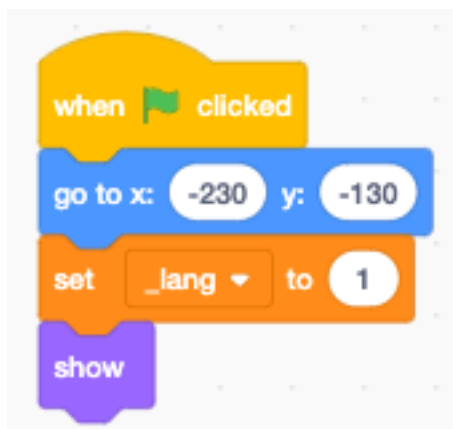 when clicked
go to x: -230 y: -130
set _lang to 1
show